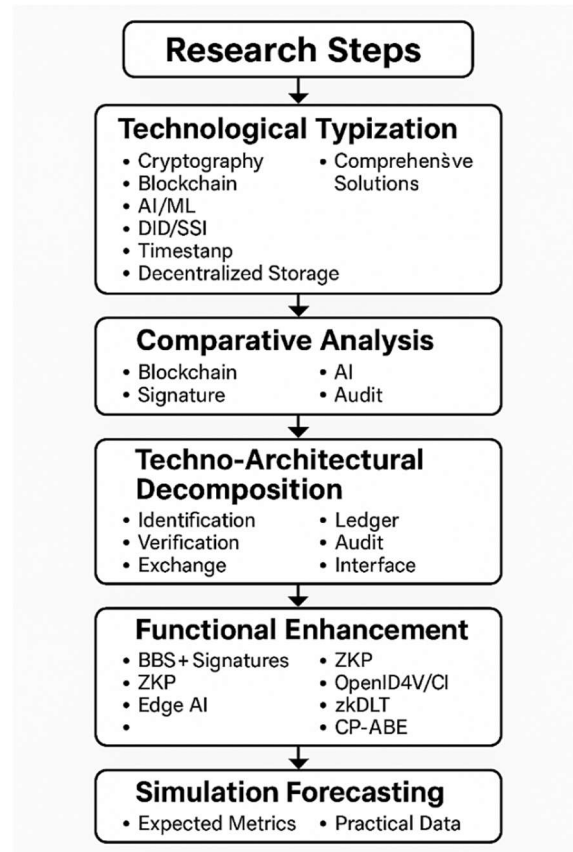 Research Steps
Technological Typization
• Cryptography
• Blockchain
• AI/ML
• DID/SSI
• Timestanp
• Decentralized Storage
• Comprehensive
Solutions
Comparative Analysis
• Blockchain
• Signature
• AI
• Audit
Techno-Architectural
Decomposition
• Identification
• Verification
• Exchange
• Ledger
• Audit
• Interface
Functional Enhancement
• BBS+ Signatures
• ZKP
• Edge AI
•
• ZKP
• OpenID4V/CI
• zkDLT
• CP-ABE
Simulation Forecasting
• Expected Metrics
• Practical Data